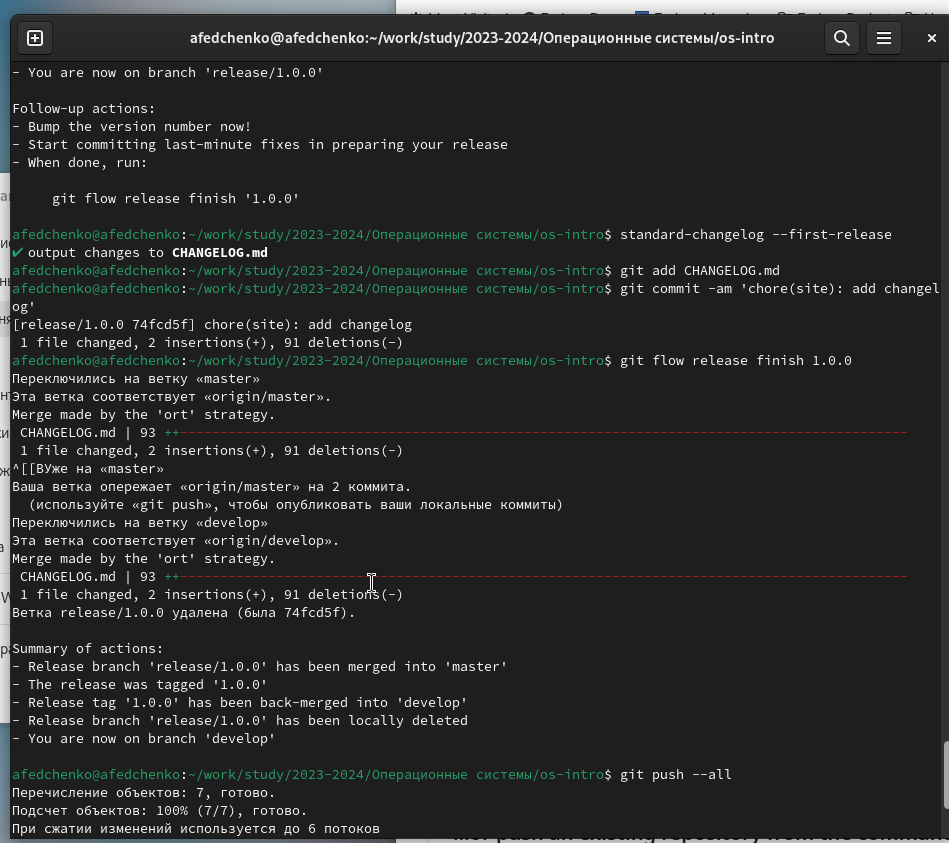 afedchenko@afedchenko:~/work/study/2023-2024/Операционные системы/os-intro
- You are now on branch 'release/1.0.0'
Follow-up actions:
- Bump the version number now!
- Start committing last-minute fixes in preparing your release
- When done, run:
git flow release finish '1.0.0'
afedchenko@afedchenko:~/work/study/2023-2024/Операционные системы/os-intro$ standard-changelog --first-release
✔ output changes to CHANGELOG.md
afedchenko@afedchenko:~/work/study/2023-2024/Операционные системы/os-intro$ git add CHANGELOG.md
afedchenko@afedchenko:~/work/study/2023-2024/Операционные системы/os-intro$ git commit -am 'chore(site): add changel
og'
[release/1.0.0 74fcd5f] chore(site): add changelog
1 file changed, 2 insertions(+), 91 deletions(-)
afedchenko@afedchenko:~/work/study/2023-2024/Операционные системы/os-intro$ git flow release finish 1.0.0
Переключились на ветку «master»
Эта ветка соответствует «origin/master».
Merge made by the 'ort' strategy.
CHANGELOG.md | 93 ++-------------------------------------------------------------------------------------------
1 file changed, 2 insertions(+), 91 deletions(-)
^[[BУже на «master»
Ваша ветка опережает «origin/master» на 2 коммита.
(используйте «git push», чтобы опубликовать ваши локальные коммиты)
Переключились на ветку «develop»
Эта ветка соответствует «origin/develop».
Merge made by the 'ort' strategy.
CHANGELOG.md | 93 ++-------------------------------------------------------------------------------------------
1 file changed, 2 insertions(+), 91 deletions(-)
Ветка release/1.0.0 удалена (была 74fcd5f).
Summary of actions:
- Release branch 'release/1.0.0' has been merged into 'master'
- The release was tagged '1.0.0'
- Release tag '1.0.0' has been back-merged into 'develop'
- Release branch 'release/1.0.0' has been locally deleted
- You are now on branch 'develop'
afedchenko@afedchenko:~/work/study/2023-2024/Операционные системы/os-intro$ git push --all
Перечисление объектов: 7, готово.
Подсчет объектов: 100% (7/7), готово.
При сжатии изменений используется до 6 потоков